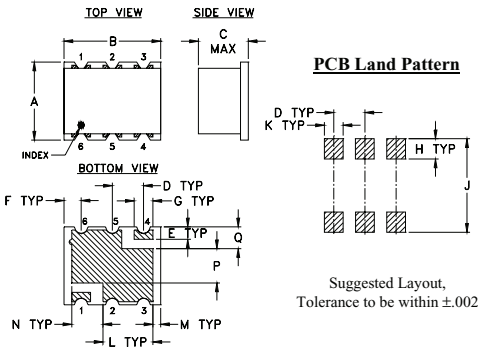 TOP VIEW
SIDE VIEW
B
C
MAX
1 2 3
A
INDEX
6 5 4
BOTTOM VIEW
D TYP
F TYP
G TYP
6 5 4
E TYP
Q
P
1 2 3
N TYP
M TYP
L TYP
PCB Land Pattern
D TYP
K TYP
H TYP
J
Suggested Layout,
Tolerance to be within ±.002